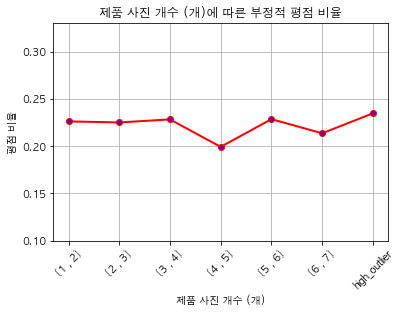 제품 사진 개수 (개)에 따른 부정적 평점 비율
평점 비율
0.30
0.25
0.20
0.15
0.10
[1 , 2)
[2 , 3)
[3 , 4)
[4 , 5)
[5 , 6)
[6 , 7)
high_outlier
제품 사진 개수 (개)